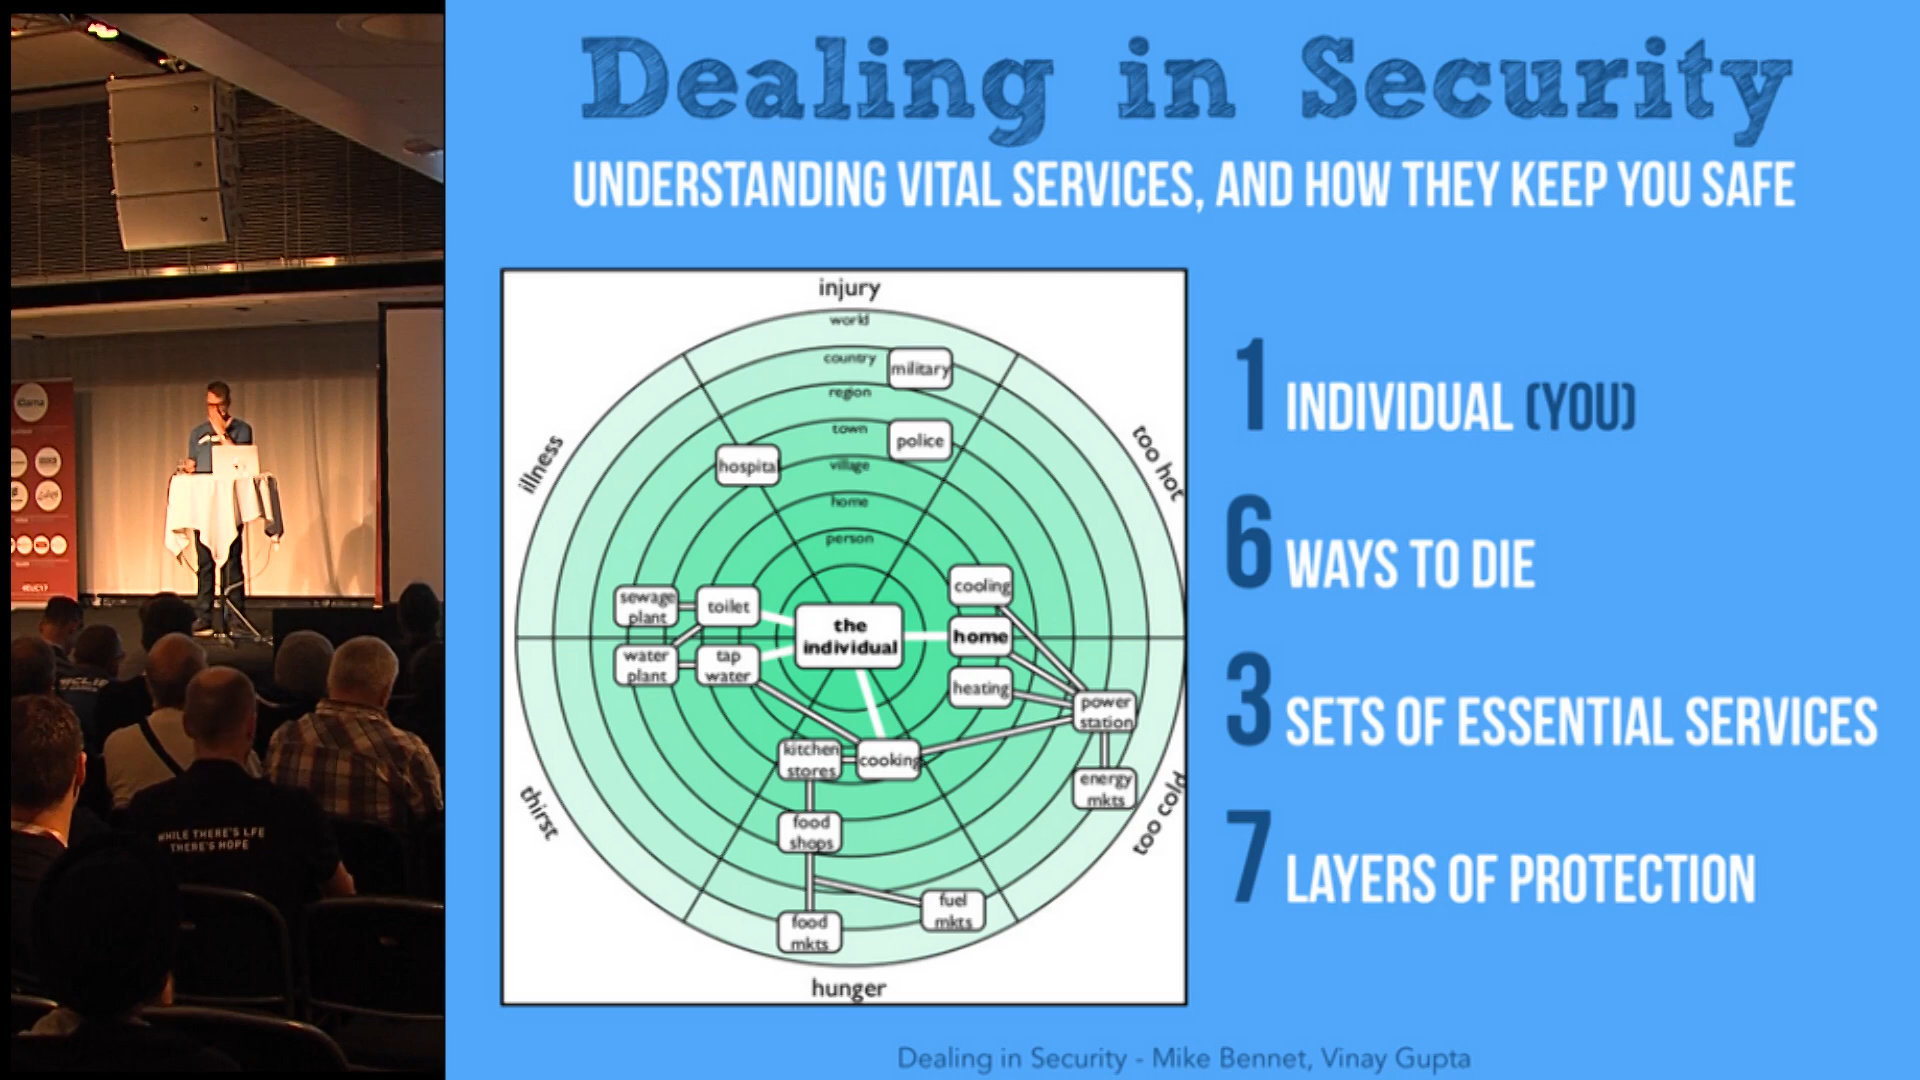 Dealing in Security
UNDERSTANDING VITAL SERVICES, AND HOW THEY KEEP YOU SAFE
injury
world
country
military
region
town
police
village
hospital
home
person
illness
too hot
cooling
sewage
plant
toilet
the
individual
home
water
plant
tap
water
heating
power
station
kitchen
stores
cooking
energy
mkts
thirst
too cold
food
shops
fuel
mkts
food
mkts
hunger
1 INDIVIDUAL (YOU)
6 WAYS TO DIE
3 SETS OF ESSENTIAL SERVICES
7 LAYERS OF PROTECTION
Dealing in Security - Mike Bennet, Vinay Gupta
WHILE THERE'S LFE
THERE'S HOPE